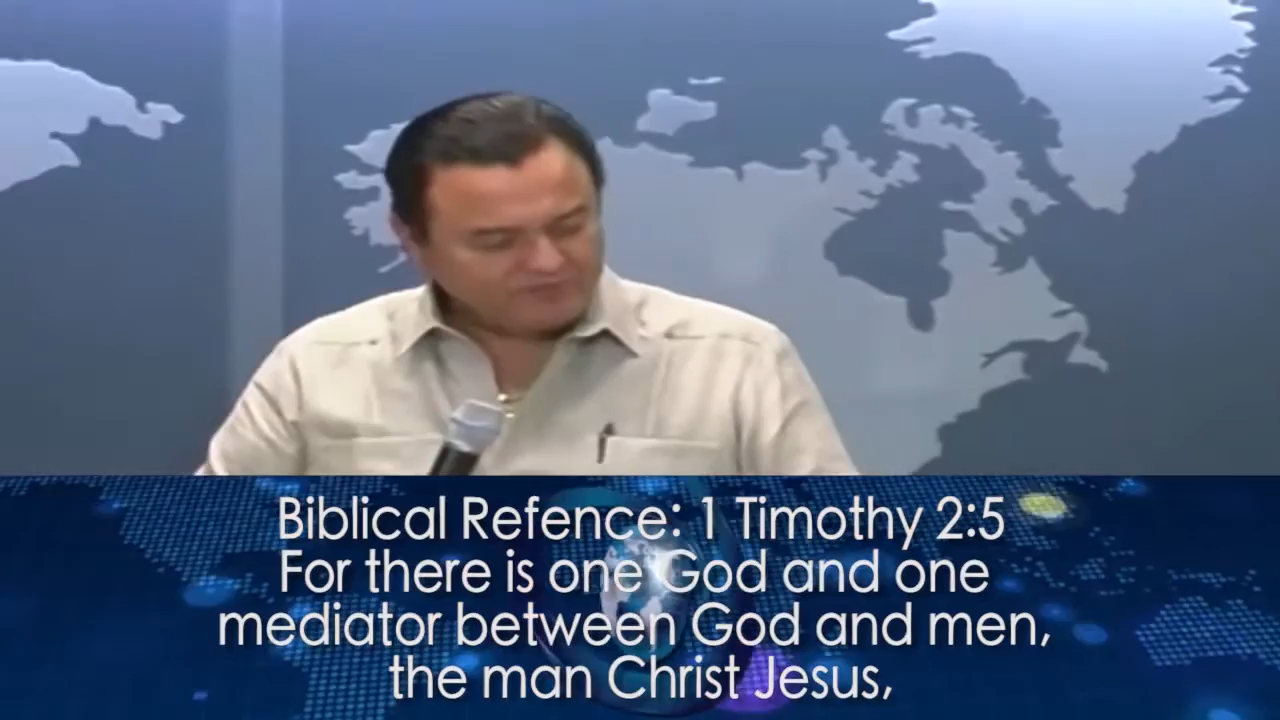 Biblical Refence: 1 Timothy 2:5
For there is one God and one
mediator between God and men,
the man Christ Jesus,